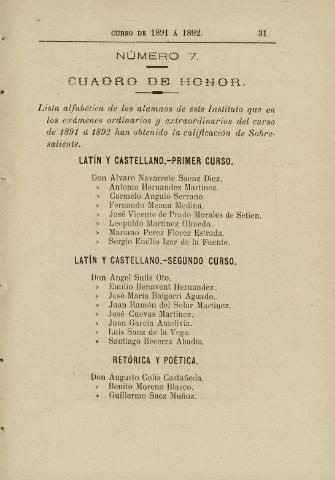 CURSO DE 1891 Á 1892. 31
NÚMERO 7.
CUADRO DE HONOR.
Lista alfabética de los alumnos de este Instituto que en
los exámenes ordinarios y extraordinarios del curso
de 1891 á 1892 han obtenido la calificación de Sobre-
saliente.
LATÍN Y CASTELLANO.-PRIMER CURSO.
Don Alvaro Navarrete Saenz Diez.
» Antonio Hernandez Martinez.
» Carmelo Angulo Serrano.
» Fernando Meana Medina.
» José Vicente de Prado Morales de Setien.
» Leopoldo Martinez Olmedo.
» Mariano Perez Florez Estrada.
» Sergio Emilio Izar de la Fuente.
LATÍN Y CASTELLANO.-SEGUNDO CURSO.
Don Angel Suils Oto.
» Emilio Benavent Hernandez.
» José María Baigorri Aguado.
» Juan Ramón del Solar Martinez.
» José Cuevas Martinez.
» Juan García Amelivia.
» Luis Sanz de la Vega.
» Santiago Becerra Abadía.
RETÓRICA Y POÉTICA.
Don Augusto Colis Castañeda.
» Benito Moreno Blasco.
» Guillermo Saez Muñoz.